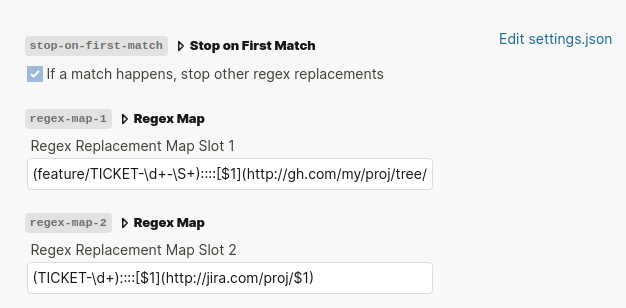 stop-on-first-match Stop on First Match
Edit settings.json
If a match happens, stop other regex replacements
regex-map-1 Regex Map
Regex Replacement Map Slot 1
(feature/TICKET-\d+-\S+)::::[$1](http://gh.com/my/proj/tree/
regex-map-2 Regex Map
Regex Replacement Map Slot 2
(TICKET-\d+)::::[$1](http://jira.com/proj/$1)